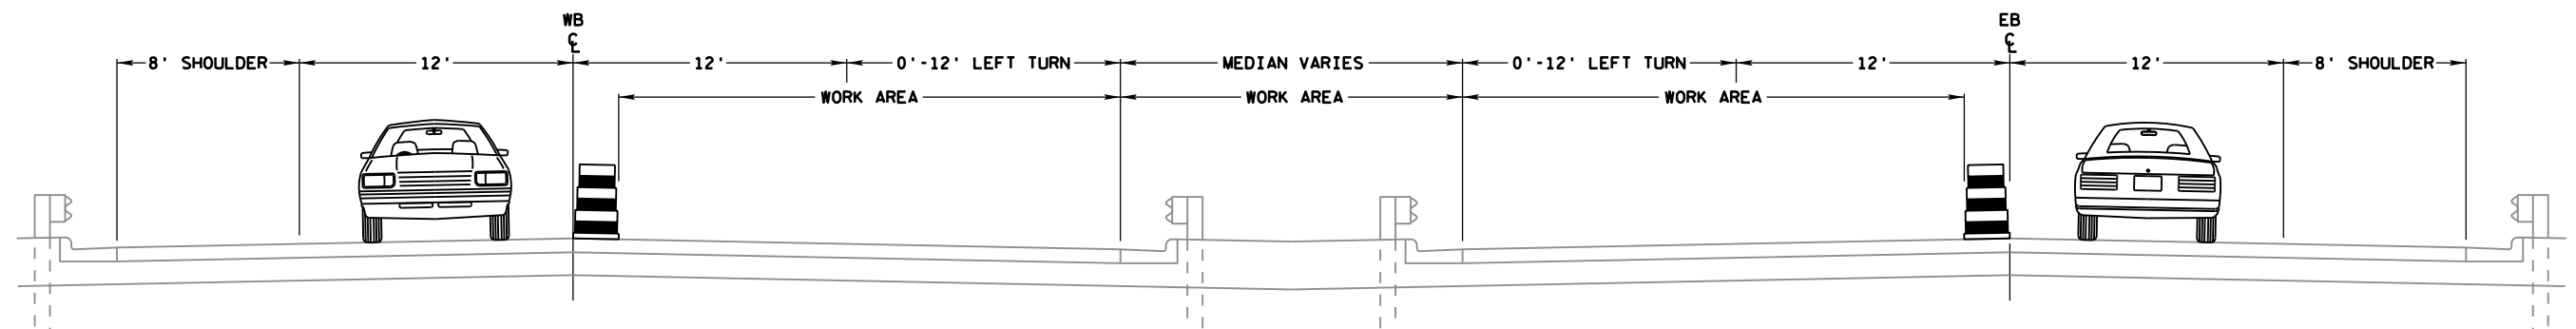 WB EB
℄ ℄
8' SHOULDER 12' 12' 0'-12' LEFT TURN MEDIAN VARIES 0'-12' LEFT TURN 12' 12' 8' SHOULDER
WORK AREA WORK AREA WORK AREA